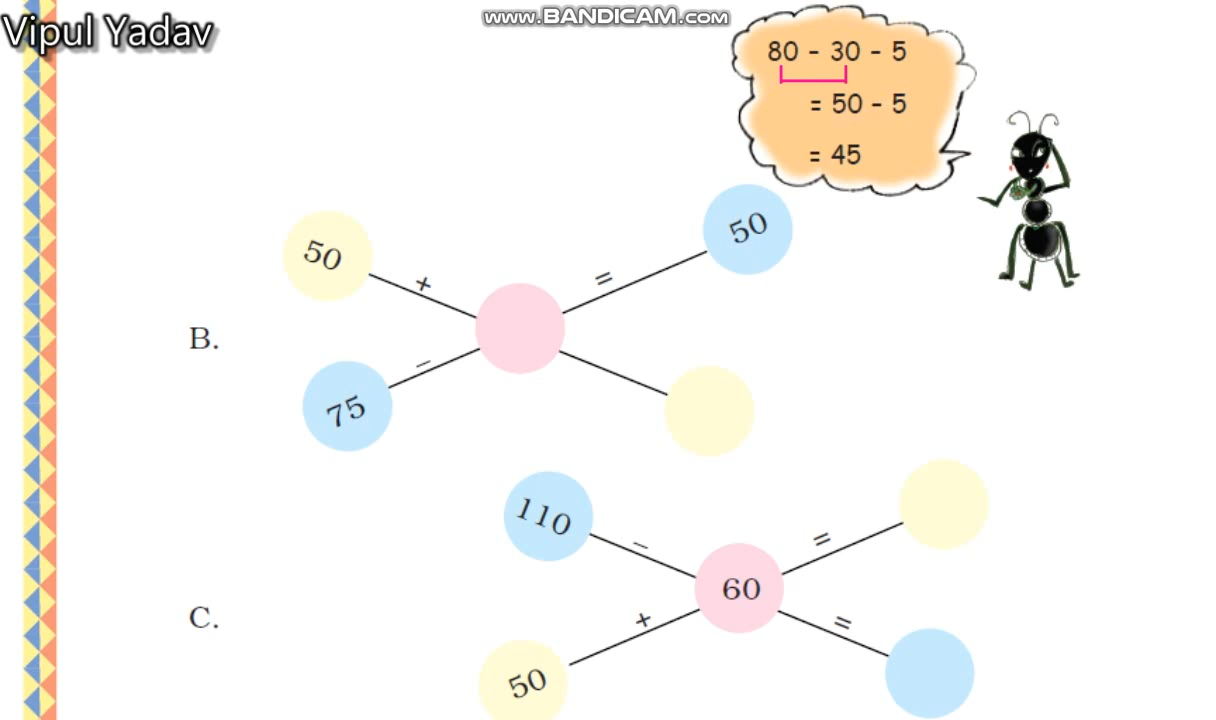 Vipul Yadav
www.BANDICAM.com
80 - 30 - 5
= 50 - 5
= 45
B.
50
+
=
50
75
–
C.
110
–
=
60
50
+
=